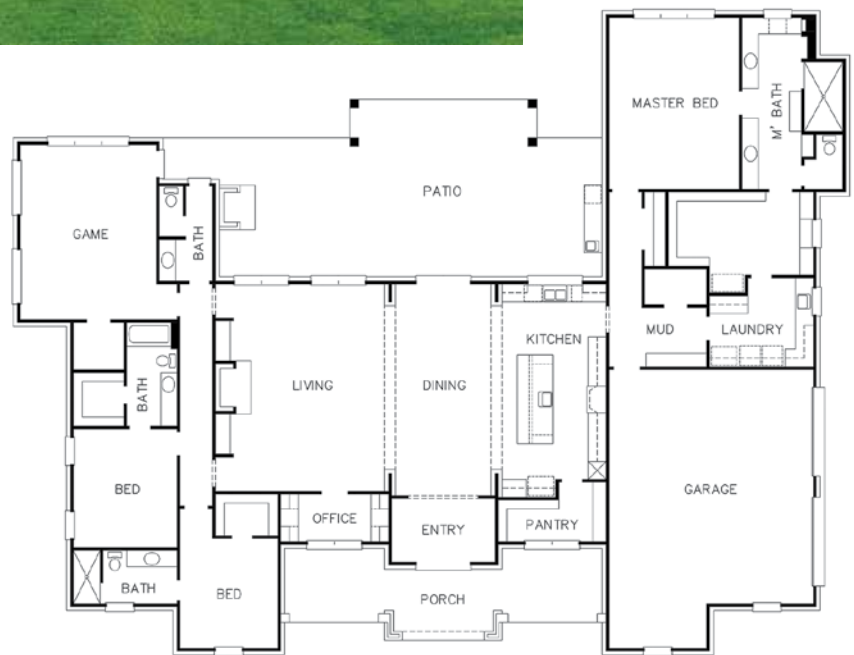 MASTER BED
M' BATH
PATIO
GAME
BATH
KITCHEN
MUD
LAUNDRY
LIVING
DINING
BATH
BED
GARAGE
OFFICE
ENTRY
PANTRY
BATH
BED
PORCH